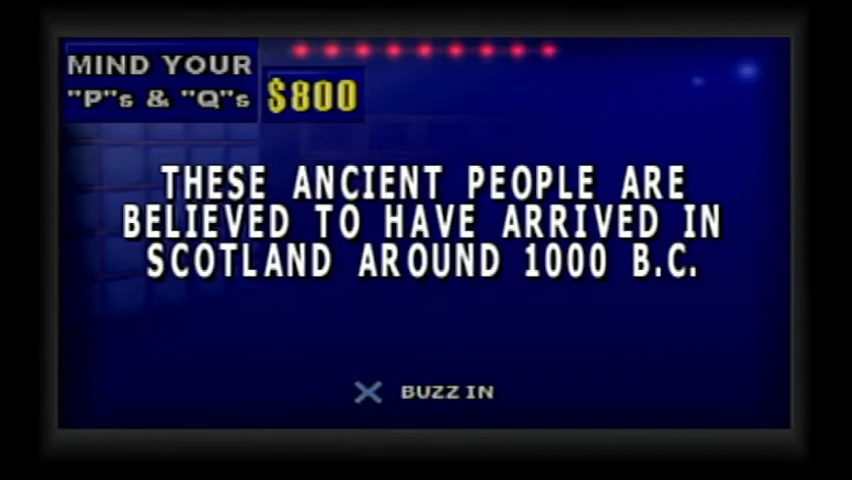 MIND YOUR
"P"s & "Q"s
$800
THESE ANCIENT PEOPLE ARE
BELIEVED TO HAVE ARRIVED IN
SCOTLAND AROUND 1000 B.C.
BUZZ IN